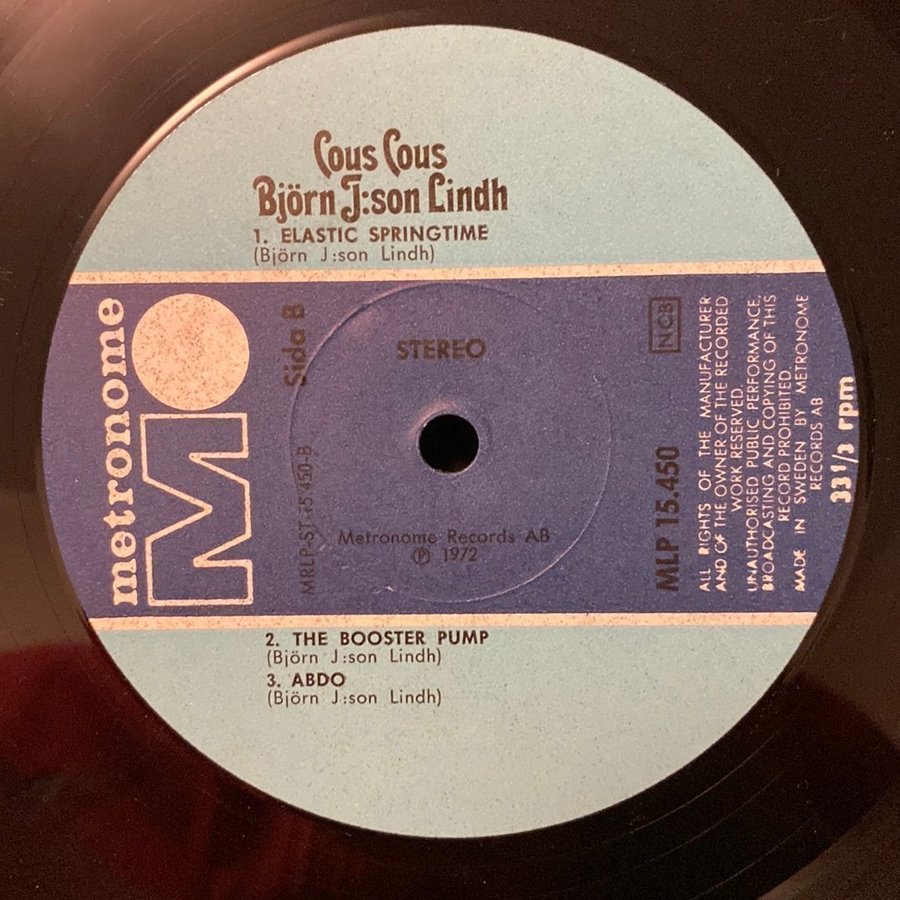 Cous Cous
Björn J:son Lindh
1. ELASTIC SPRINGTIME
(Björn J:son Lindh)
metronome
M
Sida B
MRLP-ST-15.450-B
STEREO
Metronome Records AB
Ⓟ 1972
NCB
MLP 15.450
ALL RIGHTS OF THE MANUFACTURER
AND OF THE OWNER OF THE RECORDED
WORK RESERVED.
UNAUTHORISED PUBLIC PERFORMANCE,
BROADCASTING AND COPYING OF THIS
RECORD PROHIBITED.
MADE IN SWEDEN BY METRONOME
RECORDS AB
33 1/3 rpm
2. THE BOOSTER PUMP
(Björn J:son Lindh)
3. ABDO
(Björn J:son Lindh)